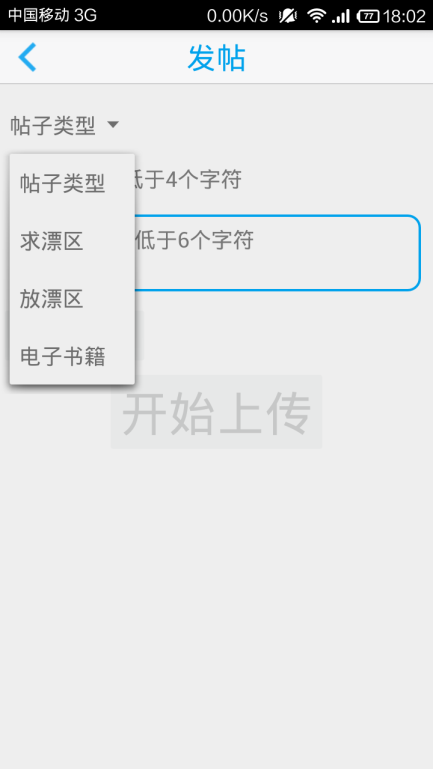 中国移动 3G 0.00K/s 77 18:02
发帖
帖子类型
帖子类型
低于4个字符
求漂区
低于6个字符
放漂区
电子书籍
开始上传